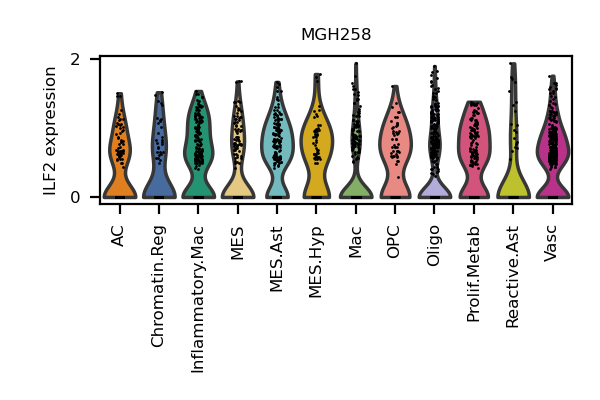 MGH258
ILF2 expression
2
0
AC
Chromatin.Reg
Inflammatory.Mac
MES
MES.Ast
MES.Hyp
Mac
OPC
Oligo
Prolif.Metab
Reactive.Ast
Vasc